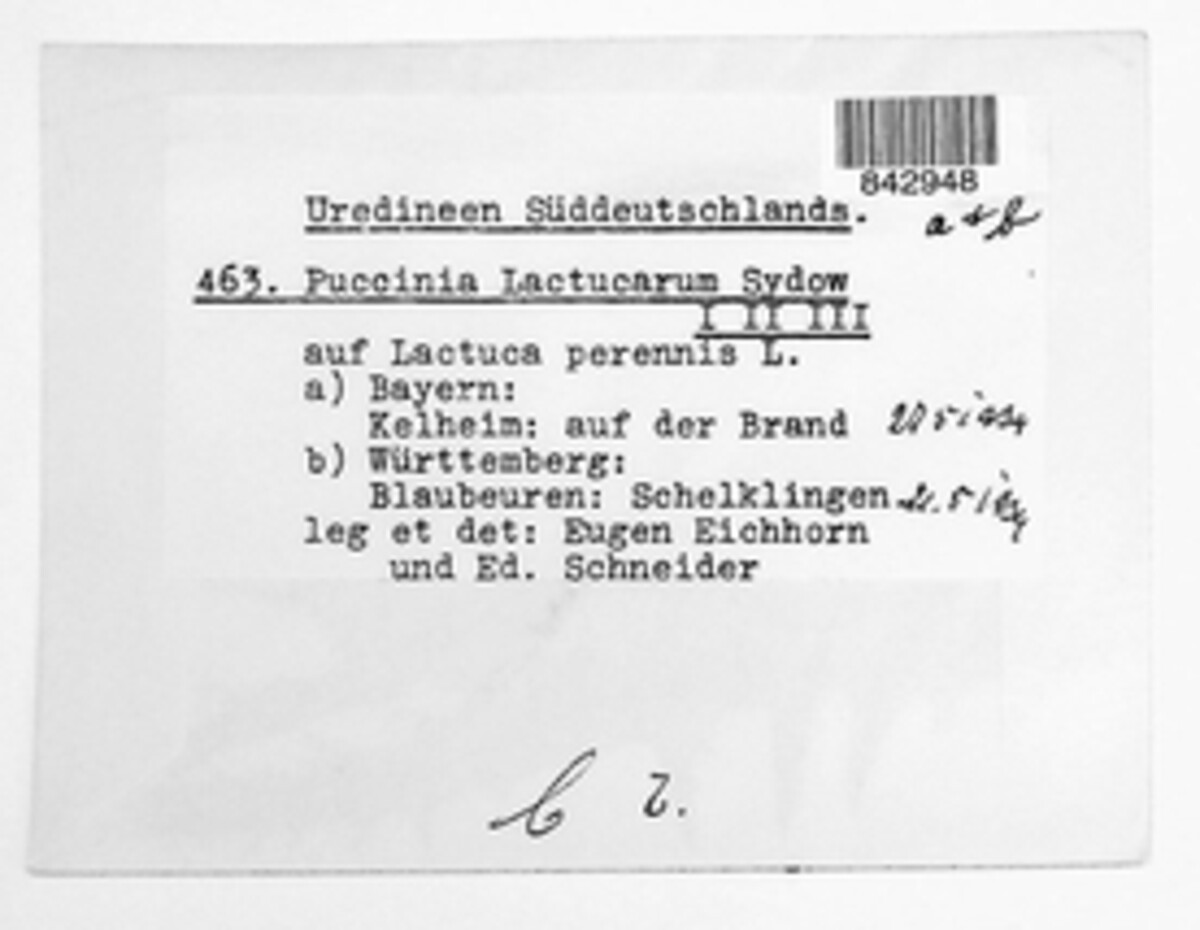 842948
Uredineen Süddeutschlands.
a + b
463. Puccinia Lactucarum Sydow
I II III
auf Lactuca perennis L.
a) Bayern:
Kelheim: auf der Brand
b) Württemberg:
Blaubeuren: Schelklingen
leg et det: Eugen Eichhorn
und Ed. Schneider